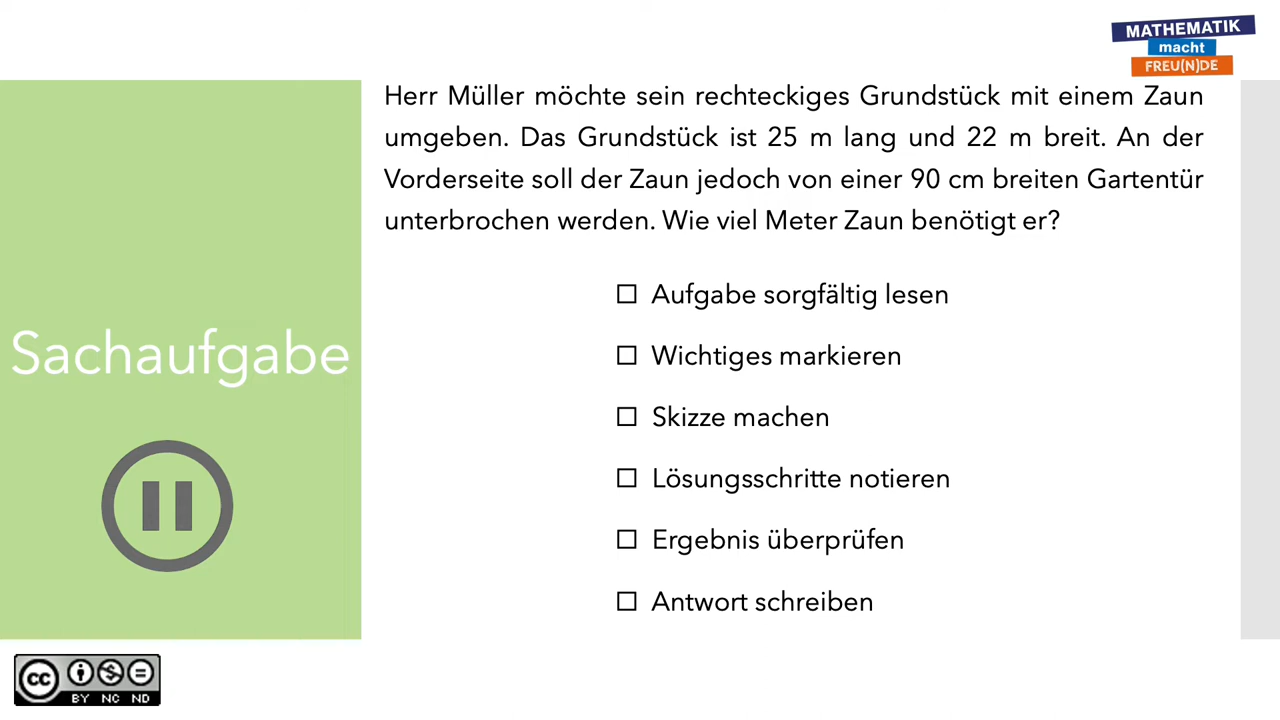 MATHEMATIK
macht
FREU(N)DE
Herr Müller möchte sein rechteckiges Grundstück mit einem Zaun
umgeben. Das Grundstück ist 25 m lang und 22 m breit. An der
Vorderseite soll der Zaun jedoch von einer 90 cm breiten Gartentür
unterbrochen werden. Wie viel Meter Zaun benötigt er?
Sachaufgabe
☐ Aufgabe sorgfältig lesen
☐ Wichtiges markieren
☐ Skizze machen
☐ Lösungsschritte notieren
☐ Ergebnis überprüfen
☐ Antwort schreiben
cc
BY NC ND